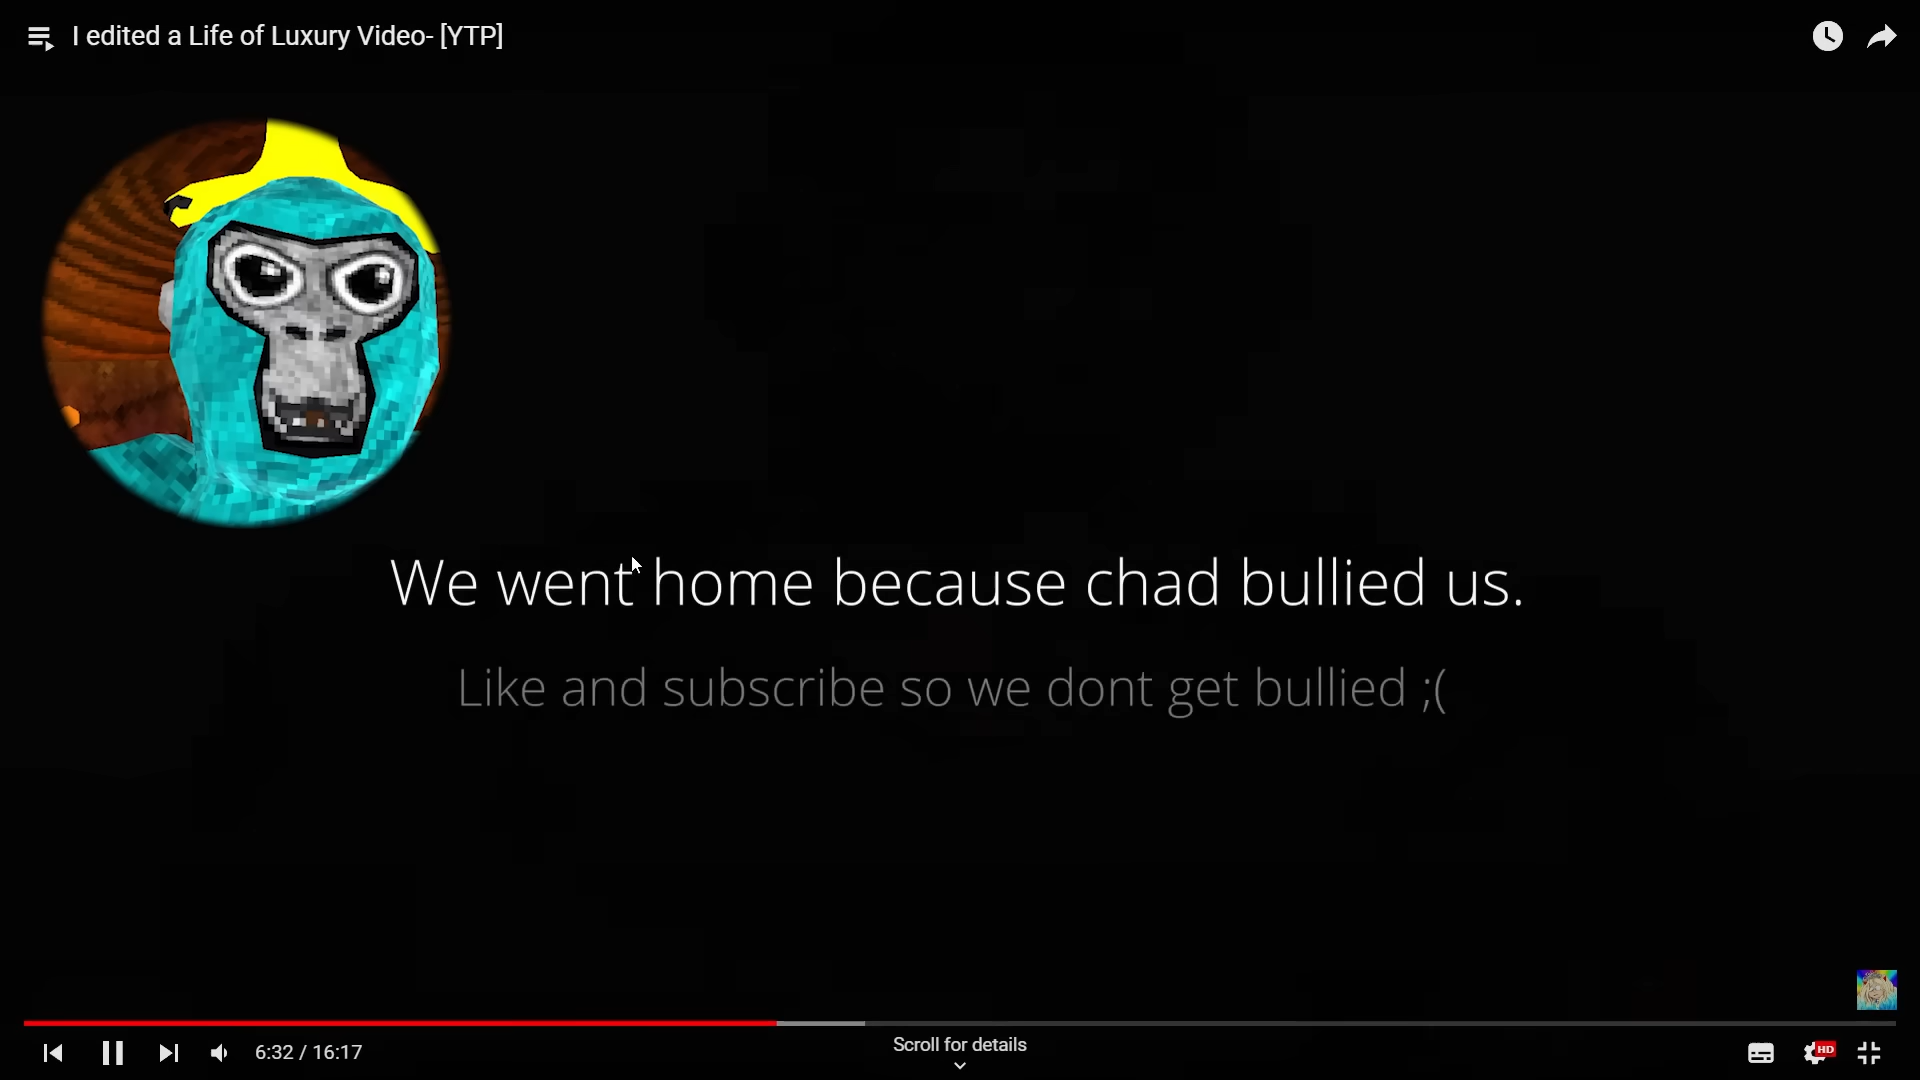 I edited a Life of Luxury Video- [YTP]
We went home because chad bullied us.
Like and subscribe so we dont get bullied ;(
Scroll for details
6:32 / 16:17
HD